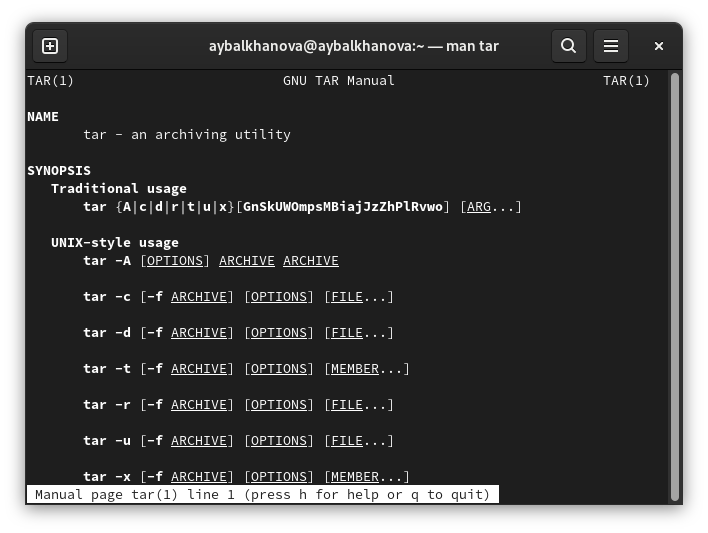 aybalkhanova@aybalkhanova:~ — man tar
TAR(1) GNU TAR Manual TAR(1)
NAME
tar - an archiving utility
SYNOPSIS
Traditional usage
tar {A|c|d|r|t|u|x}[GnSkUWOmpsMBiajJzZhPlRvwo] [ARG...]
UNIX-style usage
tar -A [OPTIONS] ARCHIVE ARCHIVE
tar -c [-f ARCHIVE] [OPTIONS] [FILE...]
tar -d [-f ARCHIVE] [OPTIONS] [FILE...]
tar -t [-f ARCHIVE] [OPTIONS] [MEMBER...]
tar -r [-f ARCHIVE] [OPTIONS] [FILE...]
tar -u [-f ARCHIVE] [OPTIONS] [FILE...]
tar -x [-f ARCHIVE] [OPTIONS] [MEMBER...]
Manual page tar(1) line 1 (press h for help or q to quit)